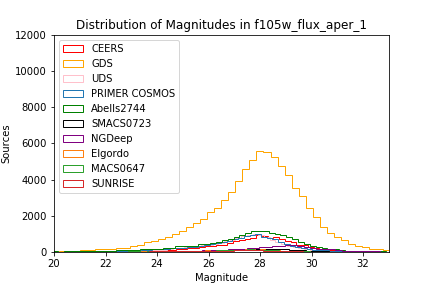 Distribution of Magnitudes in f105w_flux_aper_1
12000
10000
8000
6000
4000
2000
0
Sources
CEERS
GDS
UDS
PRIMER COSMOS
Abells2744
SMACS0723
NGDeep
Elgordo
MACS0647
SUNRISE
20 22 24 26 28 30 32
Magnitude